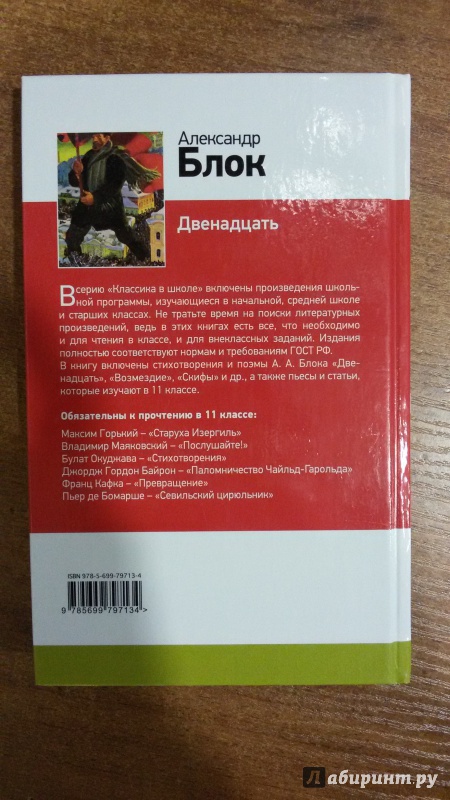 Александр
Блок
Двенадцать
В серию «Классика в школе» включены произведения школь-
ной программы, изучающиеся в начальной, средней школе
и старших классах. Не тратьте время на поиски литературных
произведений, ведь в этих книгах есть все, что необходимо
и для чтения в классе, и для внеклассных заданий. Издания
полностью соответствуют нормам и требованиям ГОСТ РФ.
В книгу включены стихотворения и поэмы А. А. Блока «Две-
надцать», «Возмездие», «Скифы» и др., а также пьесы и статьи,
которые изучают в 11 классе.
Обязательны к прочтению в 11 классе:
Максим Горький – «Старуха Изергиль»
Владимир Маяковский – «Послушайте!»
Булат Окуджава – «Стихотворения»
Джордж Гордон Байрон – «Паломничество Чайльд-Гарольда»
Франц Кафка – «Превращение»
Пьер де Бомарше – «Севильский цирюльник»
ISBN 978-5-699-79713-4
9 785699 797134 >
Лабиринт.ру